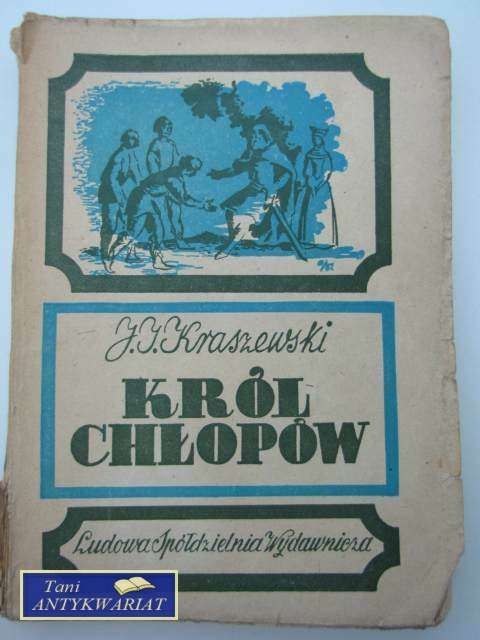 J.I.Kraszewski
KRÓL
CHŁOPÓW
Ludowa Spółdzielnia Wydawnicza
Tani
ANTYKWARIAT